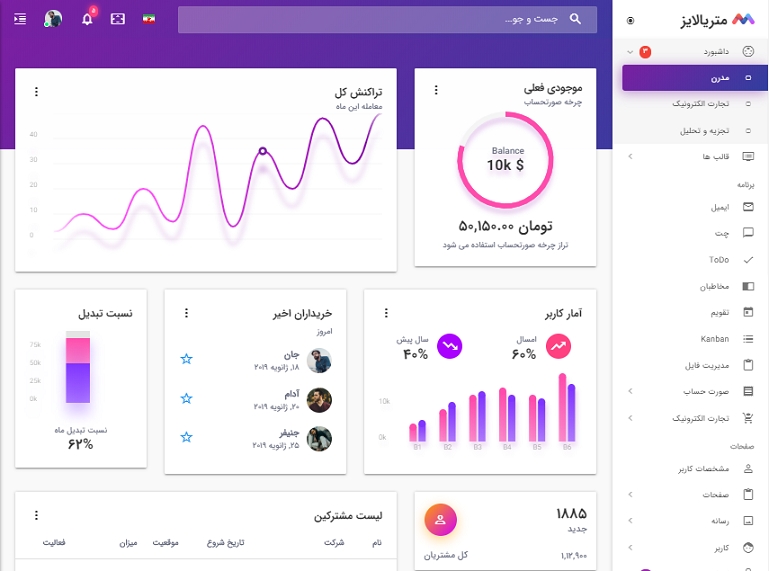 متریالایز
جست و جو...
۵
داشبورد
۳
مدرن
تجارت الکترونیک
تجزیه و تحلیل
قالب ها
برنامه
ایمیل
چت
ToDo
مخاطبان
تقویم
Kanban
مدیریت فایل
صورت حساب
تجارت الکترونیک
صفحات
مشخصات کاربر
صفحات
رسانه
کاربر
موجودی فعلی
چرخه صورتحساب
Balance
10k $
تومان ۵۰,۱۵۰.۰۰
تراز چرخه صورتحساب استفاده می شود
تراکنش کل
معامله این ماه
40
30
20
10
0
آمار کاربر
امسال
۶۰%
سال پیش
۴۰%
10k
0k
B1 B2 B3 B4 B5 B6
خریداران اخیر
امروز
جان
۱۸, ژانویه ۲۰۱۹
آدام
۲۰, ژانویه ۲۰۱۹
جنیفر
۲۵, ژانویه ۲۰۱۹
نسبت تبدیل
75k
50k
25k
0k
نسبت تبدیل ماه
۶۲%
۱۸۸۵
جدید
۱,۱۲,۹۰۰
کل مشتریان
لیست مشترکین
نام شرکت تاریخ شروع موقعیت میزان فعالیت